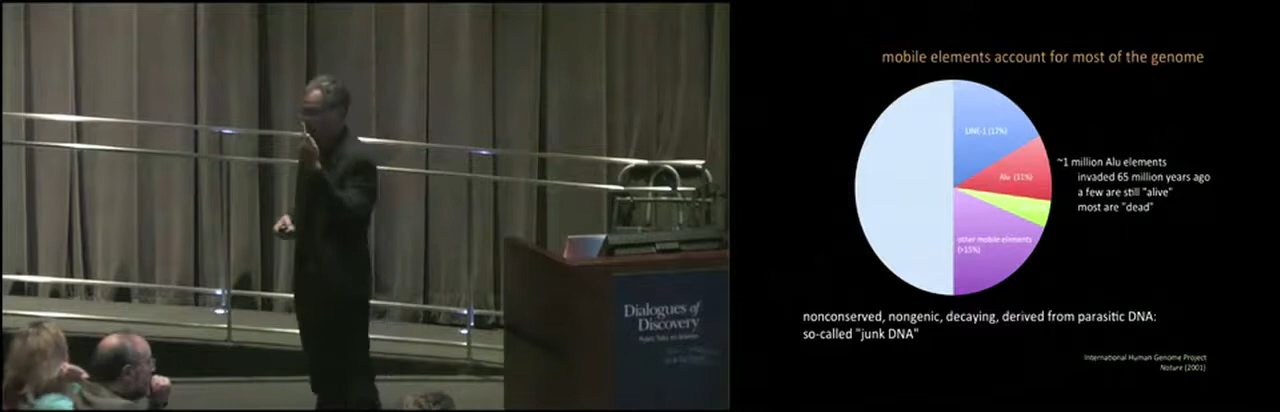 Dialogues of
Discovery
mobile elements account for most of the genome
LINE-1 (17%)
Alu (11%)
other mobile elements
(>15%)
~1 million Alu elements
invaded 65 million years ago
a few are still "alive"
most are "dead"
nonconserved, nongenic, decaying, derived from parasitic DNA:
so-called "junk DNA"
International Human Genome Project
Nature (2001)